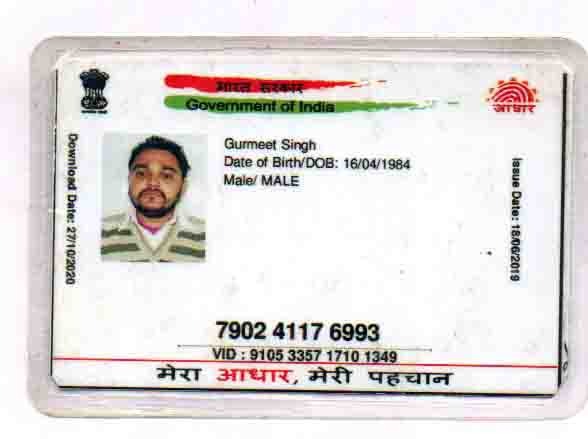 भारत सरकार
Government of India
आधार
Download Date: 27/10/2020
Gurmeet Singh
Date of Birth/DOB: 16/04/1984
Male/ MALE
Issue Date: 18/06/2019
7902 4117 6993
VID : 9105 3357 1710 1349
मेरा आधार, मेरी पहचान